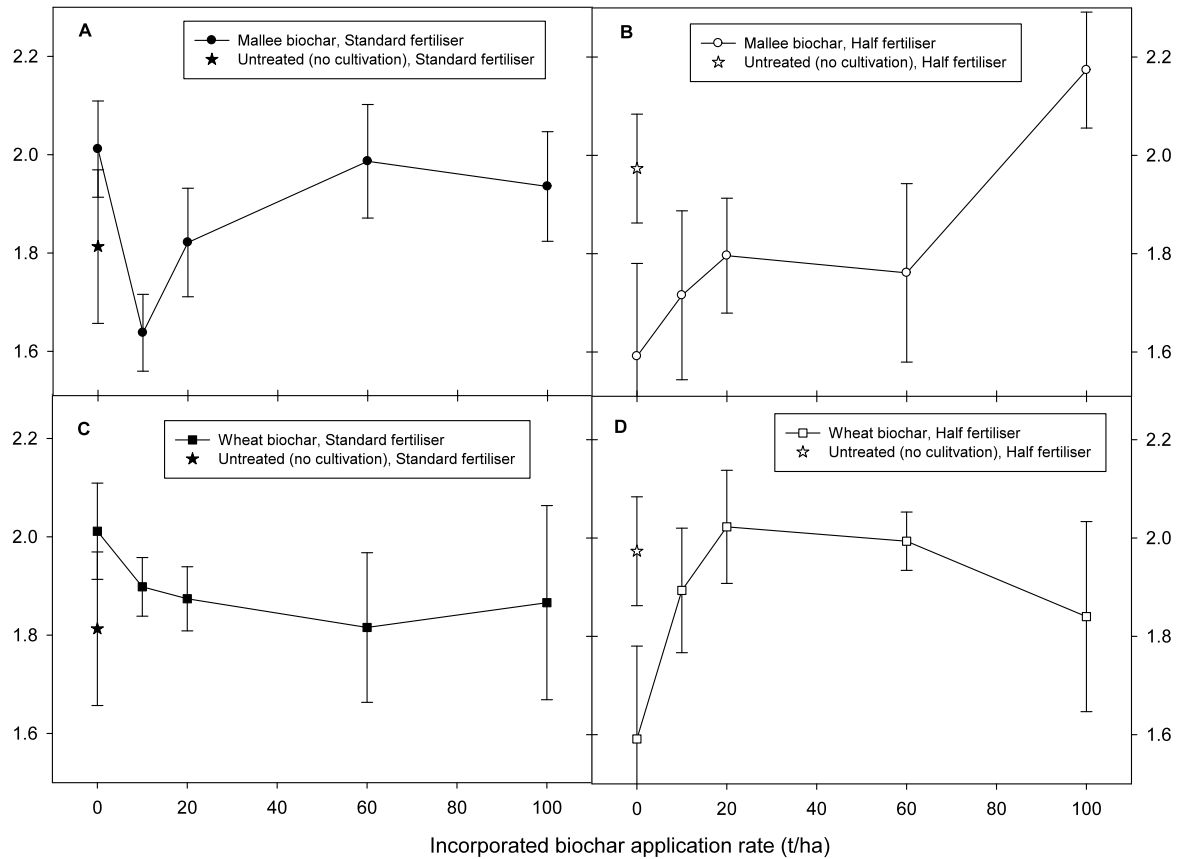 A
Mallee biochar, Standard fertiliser
Untreated (no cultivation), Standard fertiliser
2.2
2.0
1.8
1.6
B
Mallee biochar, Half fertiliser
Untreated (no cultivation), Half fertiliser
2.2
2.0
1.8
1.6
C
Wheat biochar, Standard fertiliser
Untreated (no cultivation), Standard fertiliser
2.2
2.0
1.8
1.6
0 20 40 60 80 100
D
Wheat biochar, Half fertiliser
Untreated (no culitvation), Half fertiliser
2.2
2.0
1.8
1.6
0 20 40 60 80 100
Incorporated biochar application rate (t/ha)